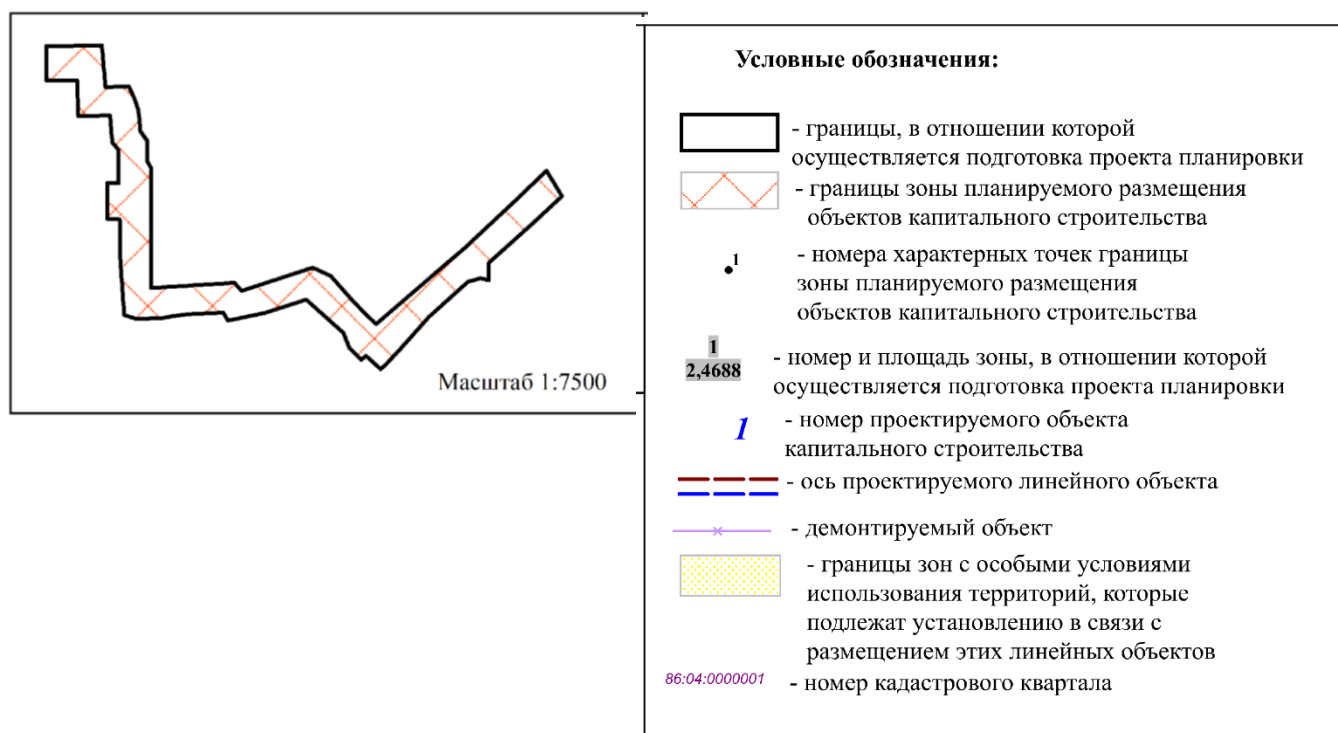 Масштаб 1:7500
Условные обозначения:
- границы, в отношении которой
осуществляется подготовка проекта планировки
- границы зоны планируемого размещения
объектов капитального строительства
1
- номера характерных точек границы
зоны планируемого размещения
объектов капитального строительства
1
2,4688
- номер и площадь зоны, в отношении которой
осуществляется подготовка проекта планировки
1
- номер проектируемого объекта
капитального строительства
- ось проектируемого линейного объекта
- демонтируемый объект
- границы зон с особыми условиями
использования территорий, которые
подлежат установлению в связи с
размещением этих линейных объектов
86:04:0000001
- номер кадастрового квартала